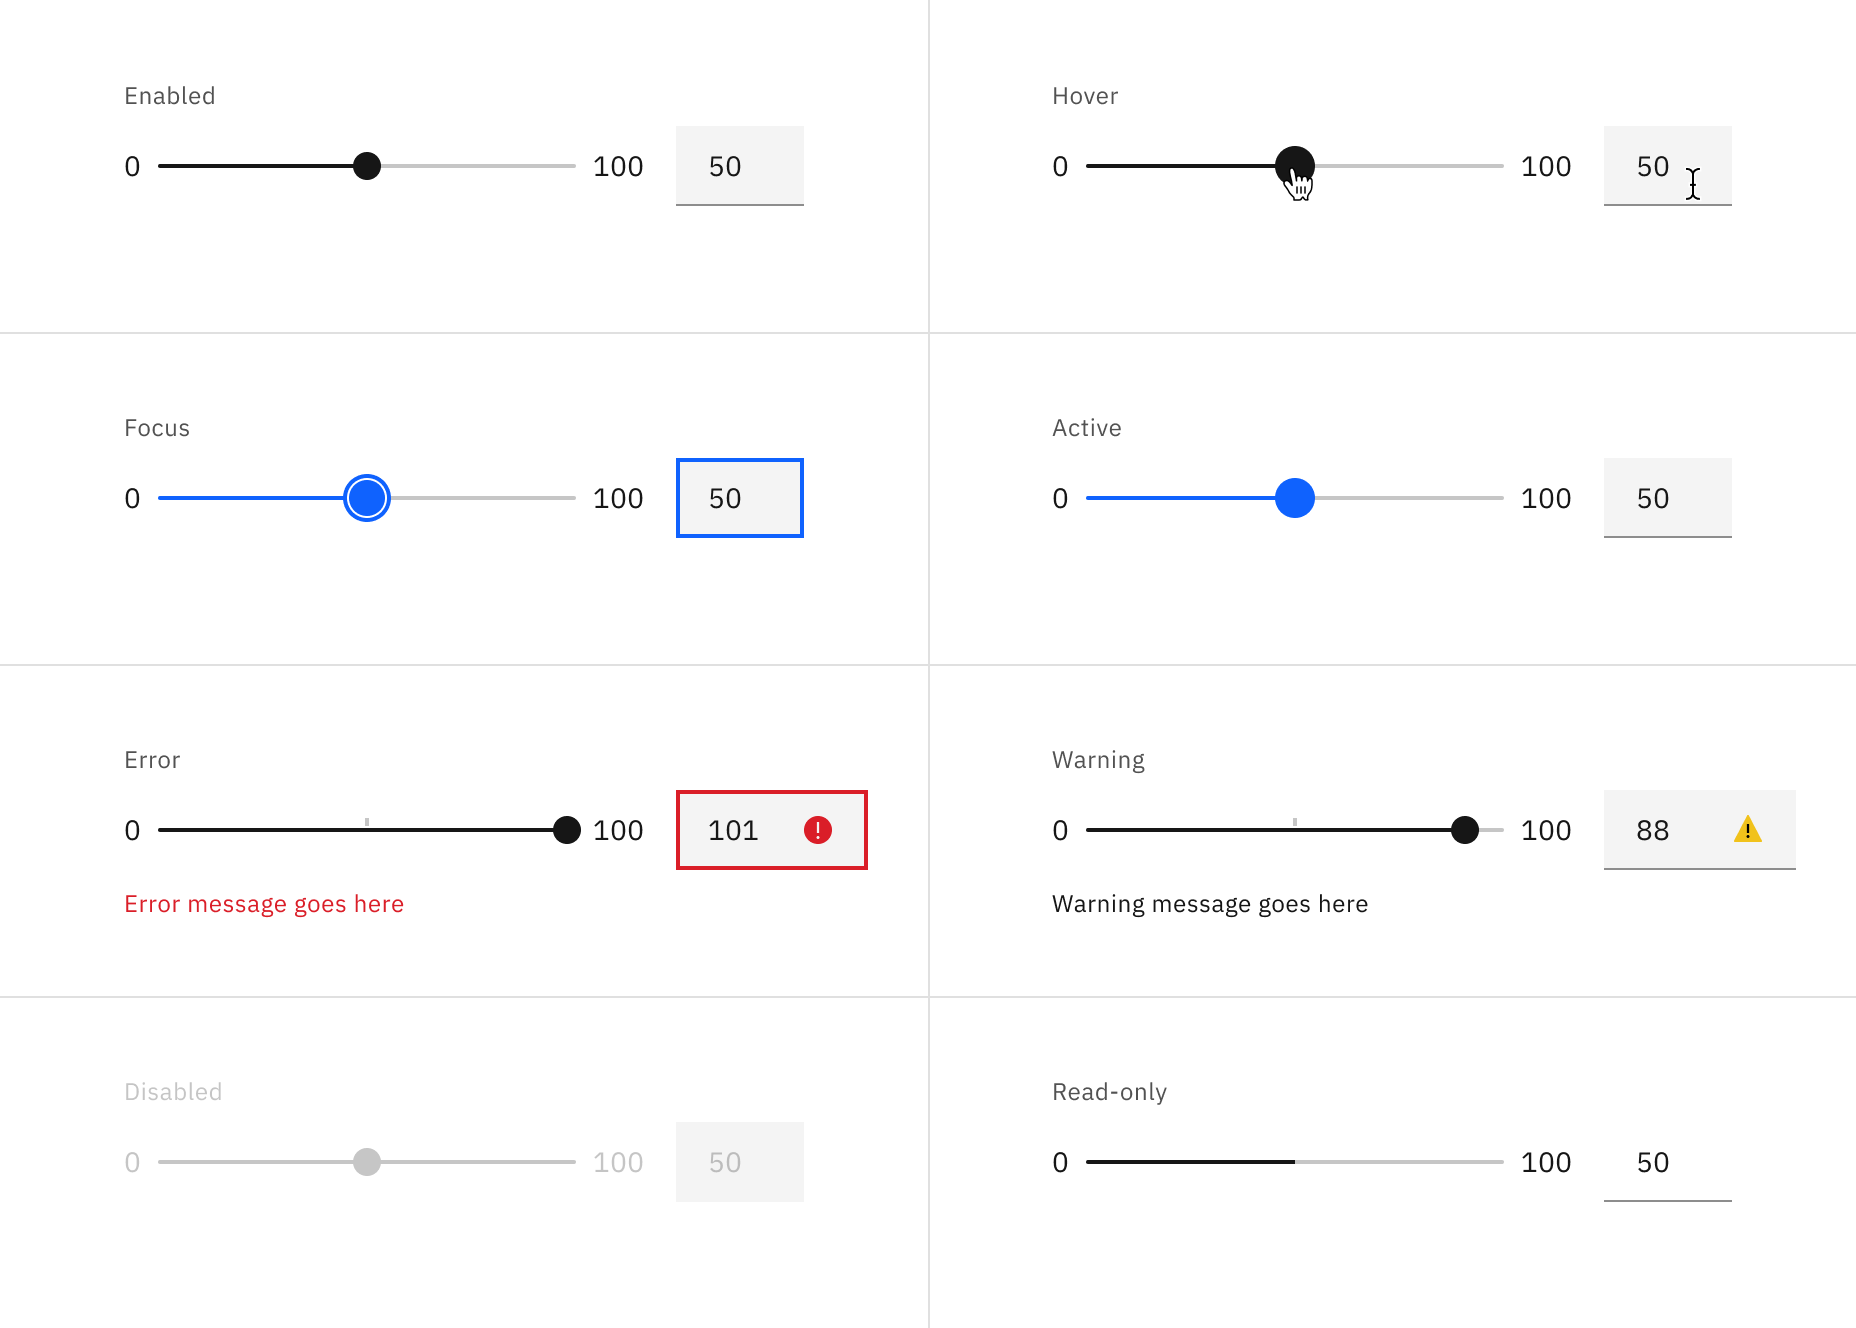 Enabled
0 100 50
Hover
0 100 50
Focus
0 100 50
Active
0 100 50
Error
0 100 101
Error message goes here
Warning
0 100 88
Warning message goes here
Disabled
0 100 50
Read-only
0 100 50